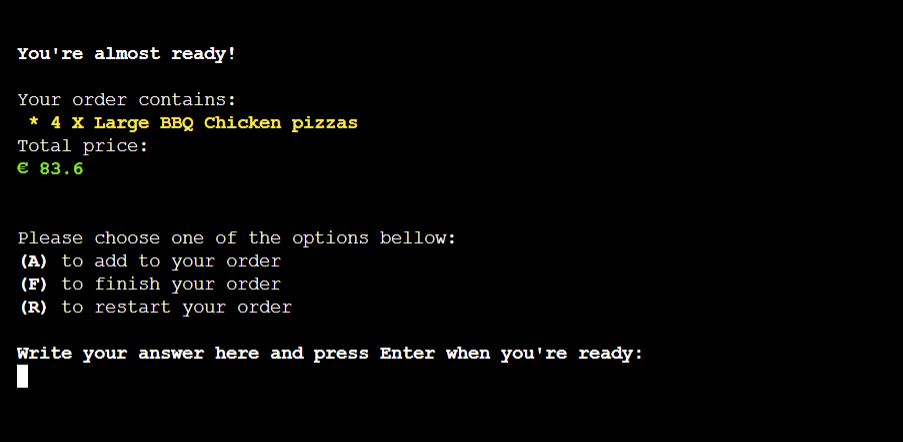 You're almost ready!
Your order contains:
* 4 X Large BBQ Chicken pizzas
Total price:
€ 83.6
Please choose one of the options bellow:
(A) to add to your order
(F) to finish your order
(R) to restart your order
Write your answer here and press Enter when you're ready: